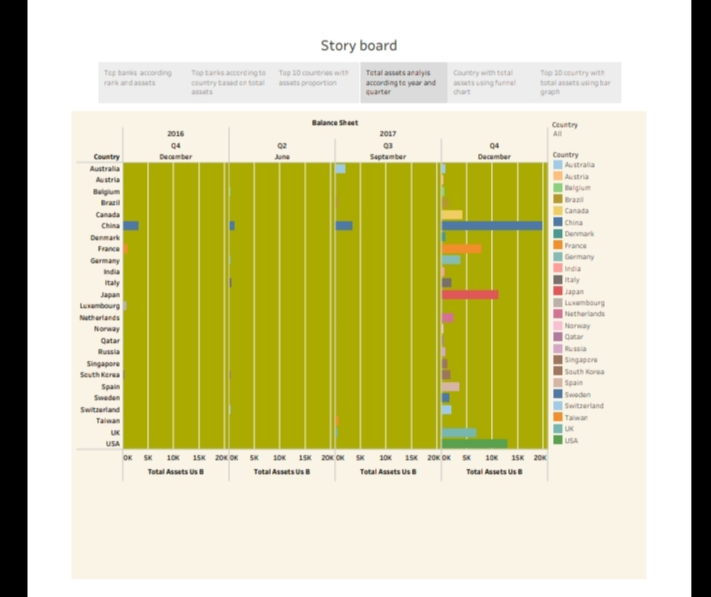 Story board
Top banks according
rank and assets
Top banks according to
country based on total
assets
Top 10 countries with
assets proportion
Total assets analyis
according to year and
quarter
Country with total
assets using funnel
chart
Top 10 country with
total assets using bar
graph
Balance Sheet
2016 2017
Q4 Q2 Q3 Q4
Country December June September December
Australia
Austria
Belgium
Brazil
Canada
China
Denmark
France
Germany
India
Italy
Japan
Luxembourg
Netherlands
Norway
Qatar
Russia
Singapore
South Korea
Spain
Sweden
Switzerland
Taiwan
UK
USA
0K 5K 10K 15K 20K 0K 5K 10K 15K 20K 0K 5K 10K 15K 20K 0K 5K 10K 15K 20K
Total Assets Us B Total Assets Us B Total Assets Us B Total Assets Us B
Country
All
Country
Australia
Austria
Belgium
Brazil
Canada
China
Denmark
France
Germany
India
Italy
Japan
Luxembourg
Netherlands
Norway
Qatar
Russia
Singapore
South Korea
Spain
Sweden
Switzerland
Taiwan
UK
USA